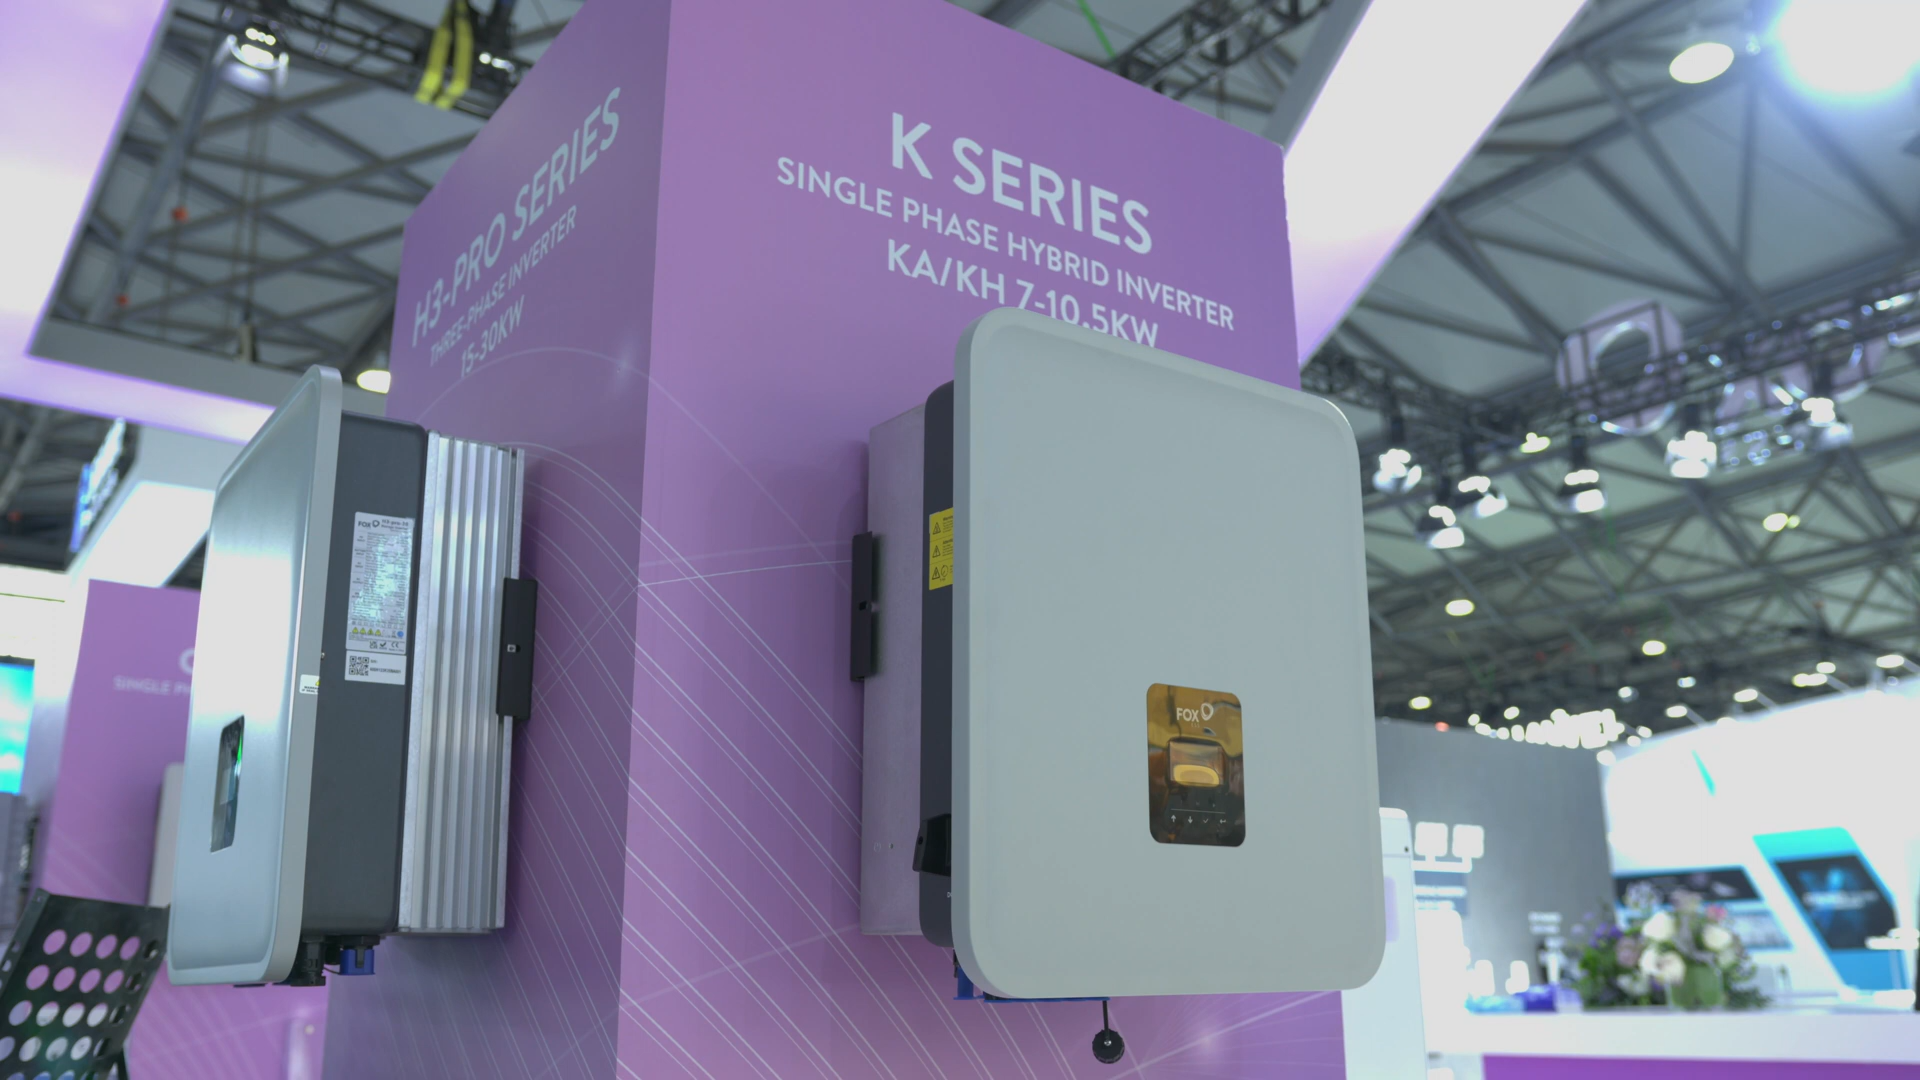 H3-PRO SERIES
THREE-PHASE INVERTER
15-30KW
K SERIES
SINGLE PHASE HYBRID INVERTER
KA/KH 7-10.5KW
FOX
FOX
SINGLE